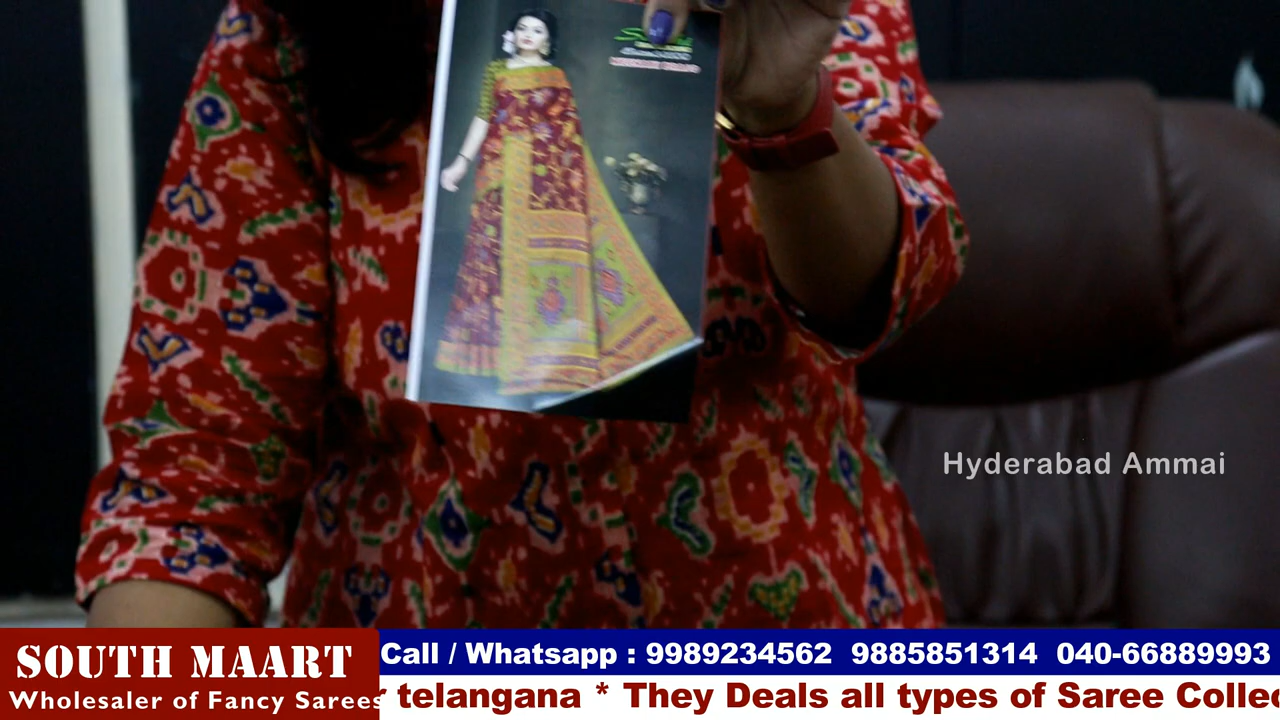 Hyderabad Ammai
SOUTH MAART
Wholesaler of Fancy Sarees
Call / Whatsapp : 9989234562 9885851314 040-66889993
telangana * They Deals all types of Saree